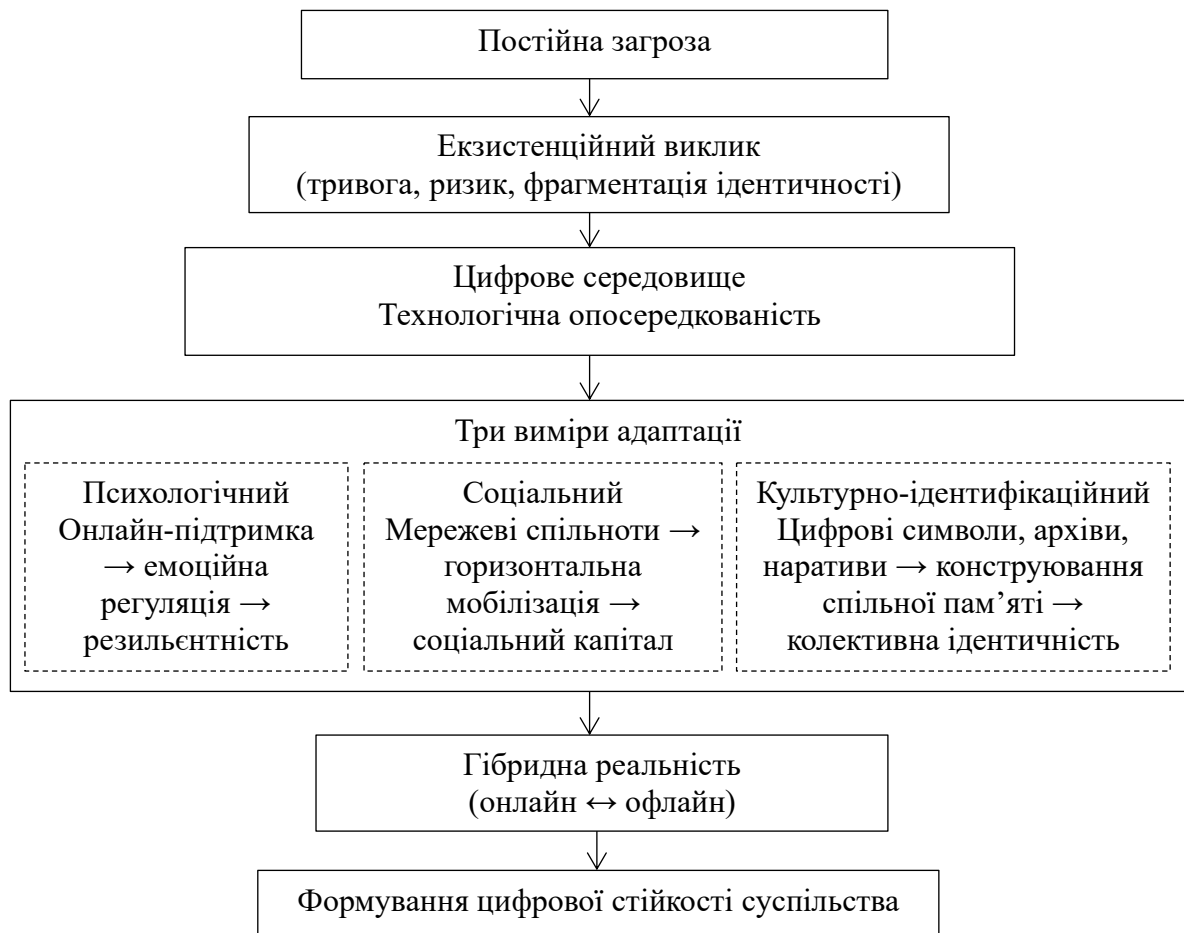 Постійна загроза
Екзистенційний виклик
(тривога, ризик, фрагментація ідентичності)
Цифрове середовище
Технологічна опосередкованість
Три виміри адаптації
Психологічний
Онлайн-підтримка
→ емоційна
регуляція →
резильєнтність
Соціальний
Мережеві спільноти →
горизонтальна
мобілізація →
соціальний капітал
Культурно-ідентифікаційний
Цифрові символи, архіви,
наративи → конструювання
спільної пам’яті →
колективна ідентичність
Гібридна реальність
(онлайн ↔ офлайн)
Формування цифрової стійкості суспільства